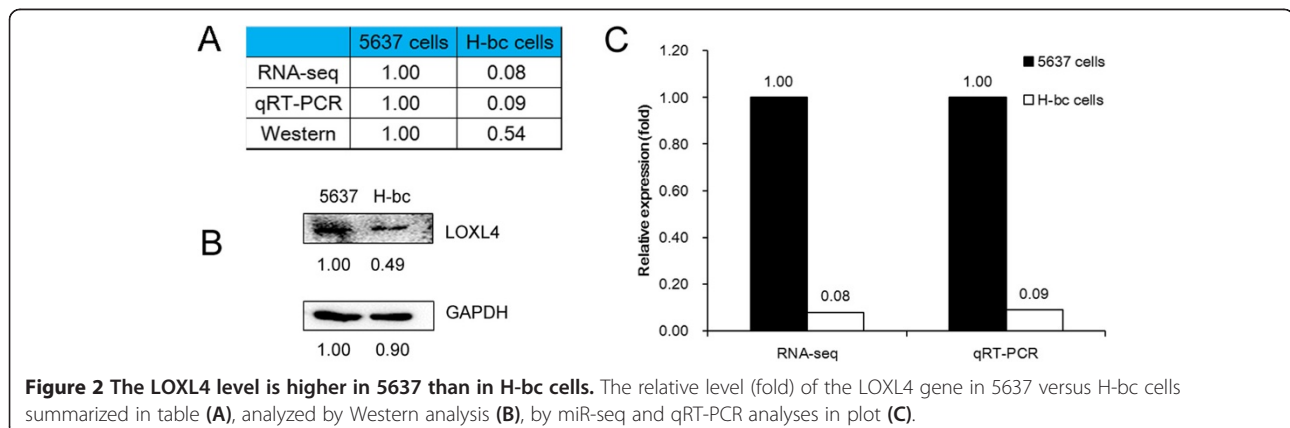 A
5637 cells H-bc cells
RNA-seq 1.00 0.08
qRT-PCR 1.00 0.09
Western 1.00 0.54
B
5637 H-bc
LOXL4
1.00 0.49
GAPDH
1.00 0.90
C
1.20
1.00
0.80
0.60
0.40
0.20
0.00
Relative expression (fold)
1.00
0.08
1.00
0.09
RNA-seq qRT-PCR
5637 cells
H-bc cells
Figure 2 The LOXL4 level is higher in 5637 than in H-bc cells. The relative level (fold) of the LOXL4 gene in 5637 versus H-bc cells
summarized in table (A), analyzed by Western analysis (B), by miR-seq and qRT-PCR analyses in plot (C).